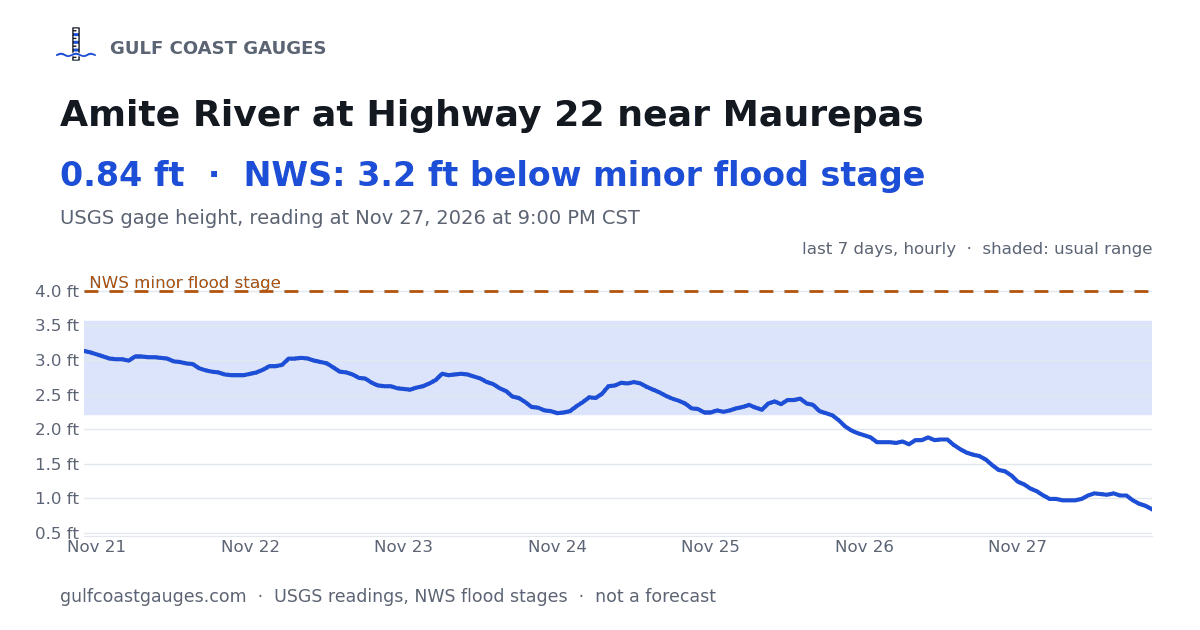 GULF COAST GAUGES
Amite River at Highway 22 near Maurepas
0.84 ft · NWS: 3.2 ft below minor flood stage
USGS gage height, reading at Nov 27, 2026 at 9:00 PM CST
last 7 days, hourly · shaded: usual range
NWS minor flood stage
4.0 ft
3.5 ft
3.0 ft
2.5 ft
2.0 ft
1.5 ft
1.0 ft
0.5 ft
Nov 21 Nov 22 Nov 23 Nov 24 Nov 25 Nov 26 Nov 27
gulfcoastgauges.com · USGS readings, NWS flood stages · not a forecast